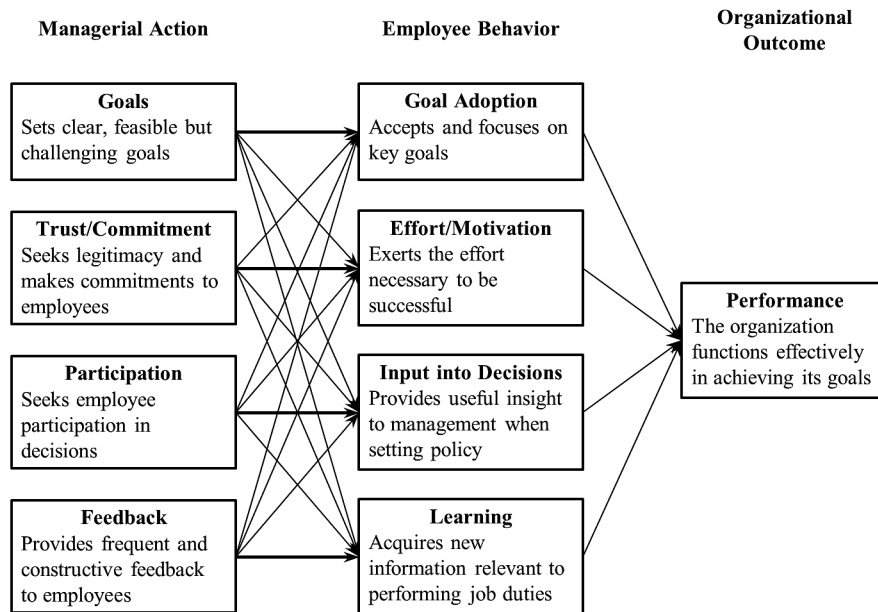 Managerial Action
Employee Behavior
Organizational
Outcome
Goals
Sets clear, feasible but
challenging goals
Trust/Commitment
Seeks legitimacy and
makes commitments to
employees
Participation
Seeks employee
participation in
decisions
Feedback
Provides frequent and
constructive feedback to
employees
Goal Adoption
Accepts and focuses on
key goals
Effort/Motivation
Exerts the effort
necessary to be
successful
Input into Decisions
Provides useful insight
to management when
setting policy
Learning
Acquires new
information relevant to
performing job duties
Performance
The organization
functions effectively
in achieving its goals